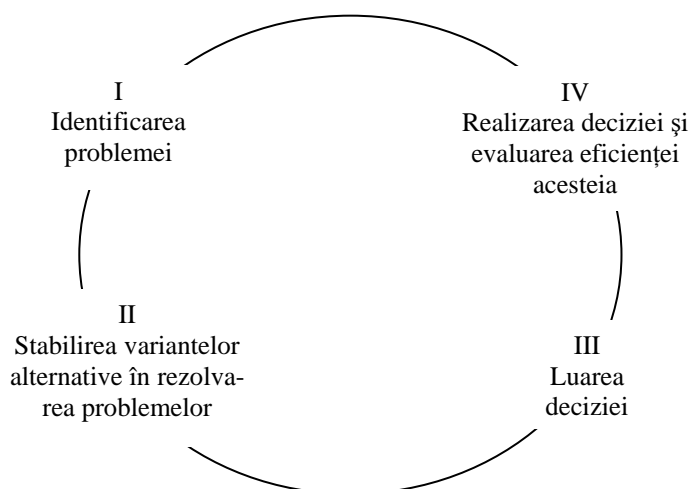 I
Identificarea
problemei
IV
Realizarea deciziei şi
evaluarea eficienței
acesteia
II
Stabilirea variantelor
alternative în rezolva-
rea problemelor
III
Luarea
deciziei